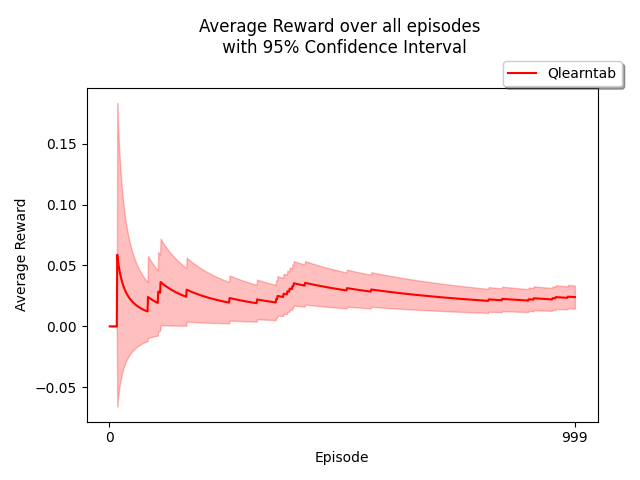 Average Reward over all episodes
with 95% Confidence Interval
Qlearntab
0.15
0.10
0.05
0.00
−0.05
Average Reward
0
999
Episode